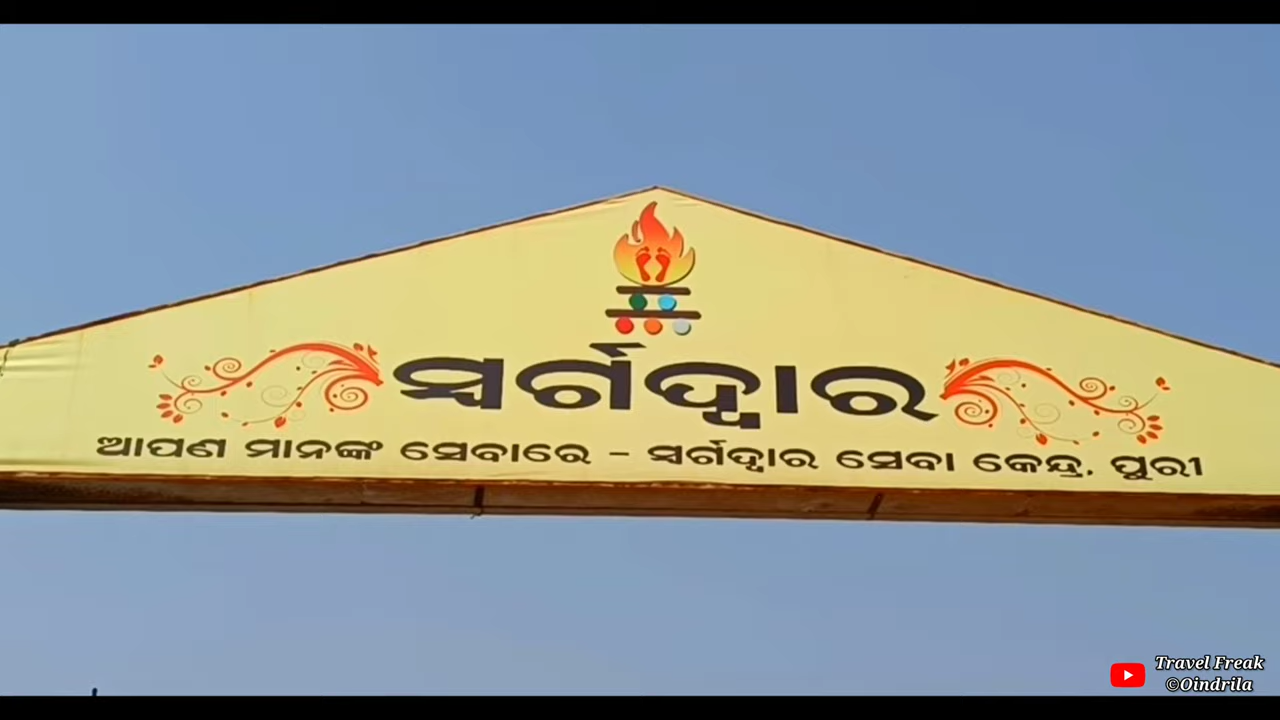 ସ୍ୱର୍ଗଦ୍ୱାର
ଆପଣ ମାନଙ୍କ ସେବାରେ - ସ୍ୱର୍ଗଦ୍ୱାର ସେବା କେନ୍ଦ୍ର, ପୁରୀ
Travel Freak
©Oindrila